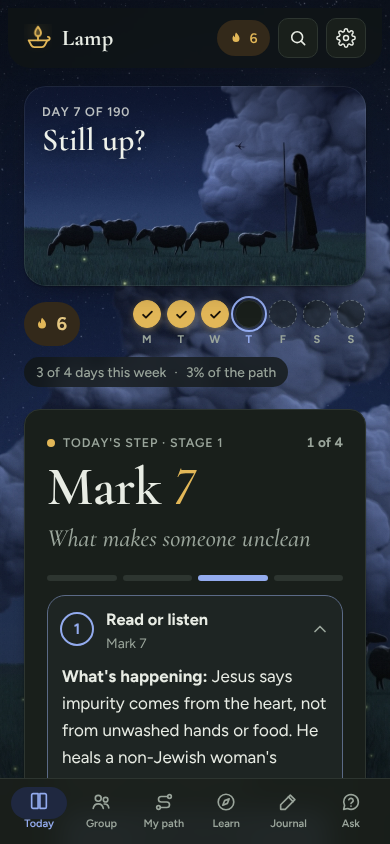 Lamp
6
DAY 7 OF 190
Still up?
6
M T W T F S S
3 of 4 days this week · 3% of the path
TODAY'S STEP · STAGE 1
1 of 4
Mark 7
What makes someone unclean
1
Read or listen
Mark 7
What's happening: Jesus says
impurity comes from the heart, not
from unwashed hands or food. He
heals a non-Jewish woman's
Today
Group
My path
Learn
Journal
Ask